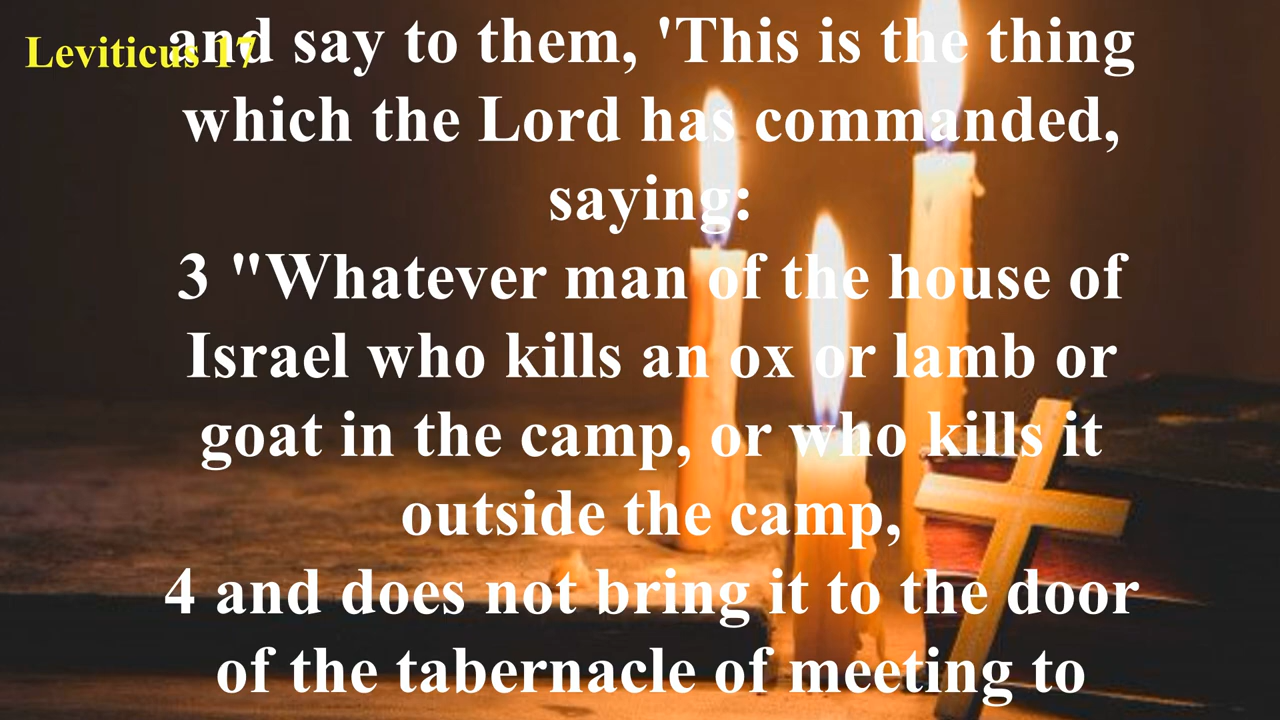 Leviticus 17
and say to them, 'This is the thing
which the Lord has commanded,
saying:
3 "Whatever man of the house of
Israel who kills an ox or lamb or
goat in the camp, or who kills it
outside the camp,
4 and does not bring it to the door
of the tabernacle of meeting to